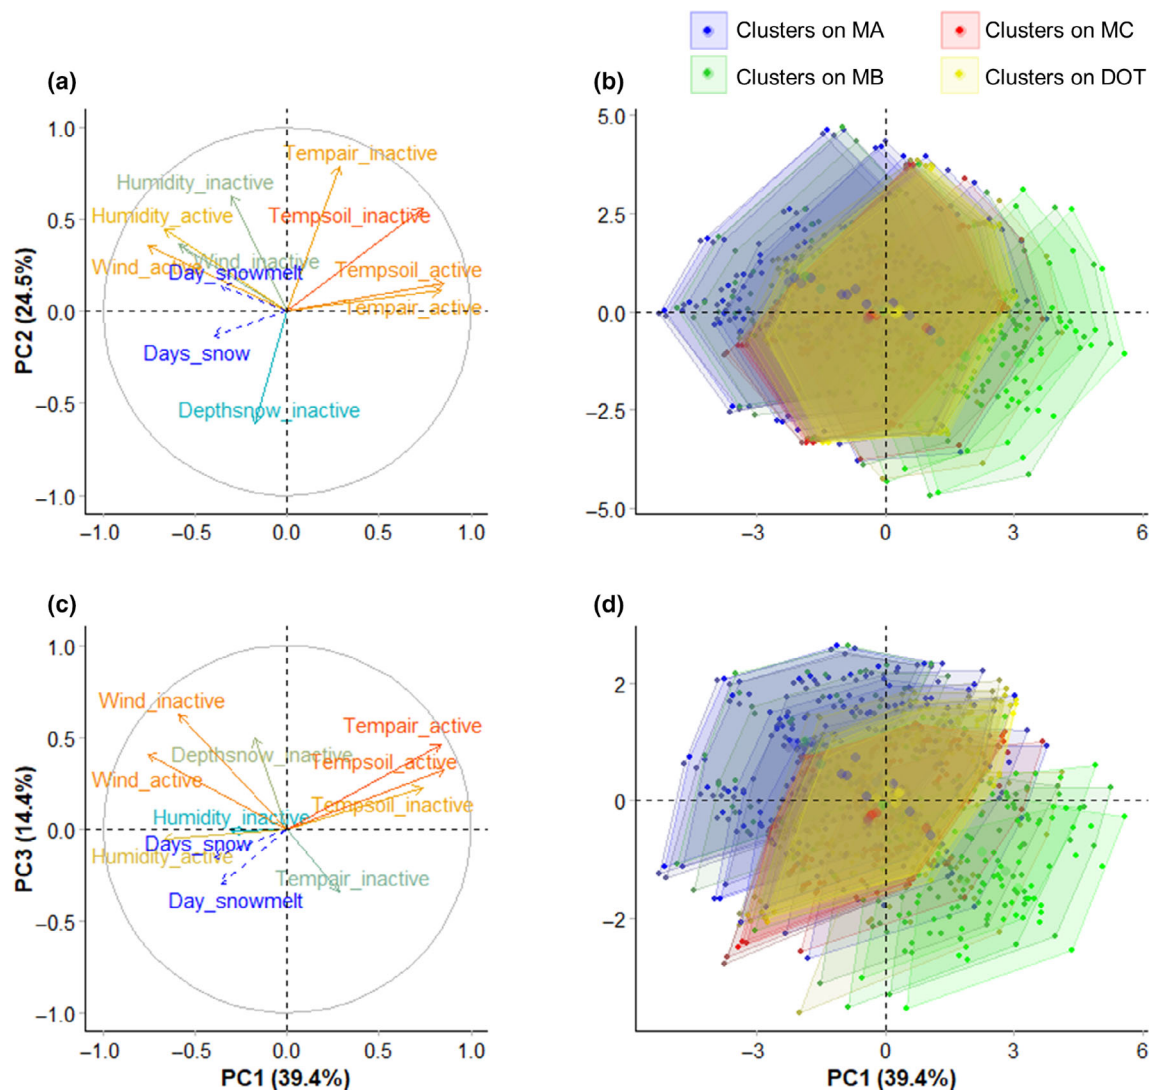 Clusters on MA
Clusters on MC
Clusters on MB
Clusters on DOT
(a)
(b)
1.0
0.5
0.0
−0.5
−1.0
PC2 (24.5%)
Tempair_inactive
Humidity_inactive
Humidity_active
Tempsoil_inactive
Wind_active
Wind_inactive
Day_snowmelt
Tempsoil_active
Tempair_active
Days_snow
Depthsnow_inactive
−1.0 −0.5 0.0 0.5 1.0
5.0
2.5
0.0
−2.5
−5.0
−3 0 3 6
(c)
(d)
1.0
0.5
0.0
−0.5
−1.0
PC3 (14.4%)
Wind_inactive
Tempair_active
Depthsnow_inactive
Tempsoil_active
Wind_active
Tempsoil_inactive
Humidity_inactive
Days_snow
Humidity_active
Tempair_inactive
Day_snowmelt
−1.0 −0.5 0.0 0.5 1.0
PC1 (39.4%)
2
0
−2
−3 0 3 6
PC1 (39.4%)